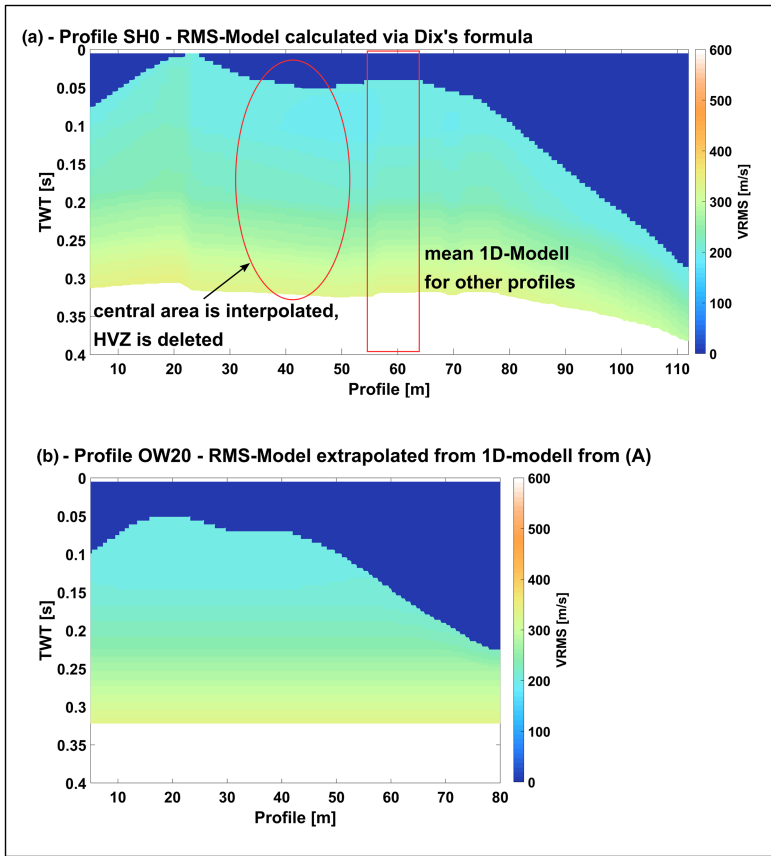 (a) - Profile SH0 - RMS-Model calculated via Dix's formula
0
0.05
0.1
0.15
0.2
0.25
0.3
0.35
0.4
TWT [s]
10 20 30 40 50 60 70 80 90 100 110
Profile [m]
central area is interpolated,
HVZ is deleted
mean 1D-Modell
for other profiles
600
500
400
300
200
100
0
VRMS [m/s]
(b) - Profile OW20 - RMS-Model extrapolated from 1D-modell from (A)
0
0.05
0.1
0.15
0.2
0.25
0.3
0.35
0.4
TWT [s]
10 20 30 40 50 60 70 80
Profile [m]
600
500
400
300
200
100
0
VRMS [m/s]